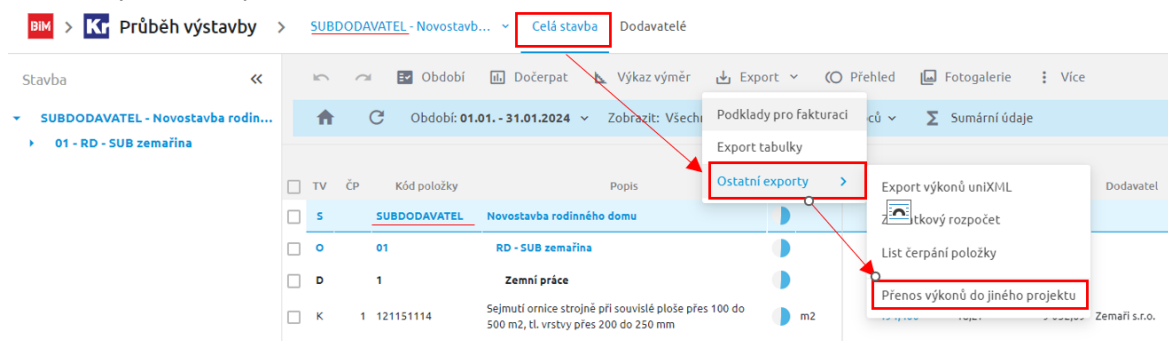 BIM > Kr Průběh výstavby > SUBDODAVATEL - Novostavb... Celá stavba Dodavatelé
Stavba «
Období Dočerpat Výkaz výměr Export Přehled Fotogalerie Více
SUBDODAVATEL - Novostavba rodin...
01 - RD - SUB zemařina
Období: 01.01. - 31.01.2024 Zobrazit: Sumární údaje
Podklady pro fakturaci
Export tabulky
Ostatní exporty >
Export výkonů uniXML
rozpočet
List čerpání položky
Přenos výkonů do jiného projektu
TV ČP Kód položky Popis Dodavatel
S SUBDODAVATEL Novostavba rodinného domu
O 01 RD - SUB zemařina
D 1 Zemní práce
K 1 121151114 Sejmutí ornice strojně při souvislé ploše přes 100 do
500 m2, tl. vrstvy přes 200 do 250 mm m2 Zemaři s.r.o.